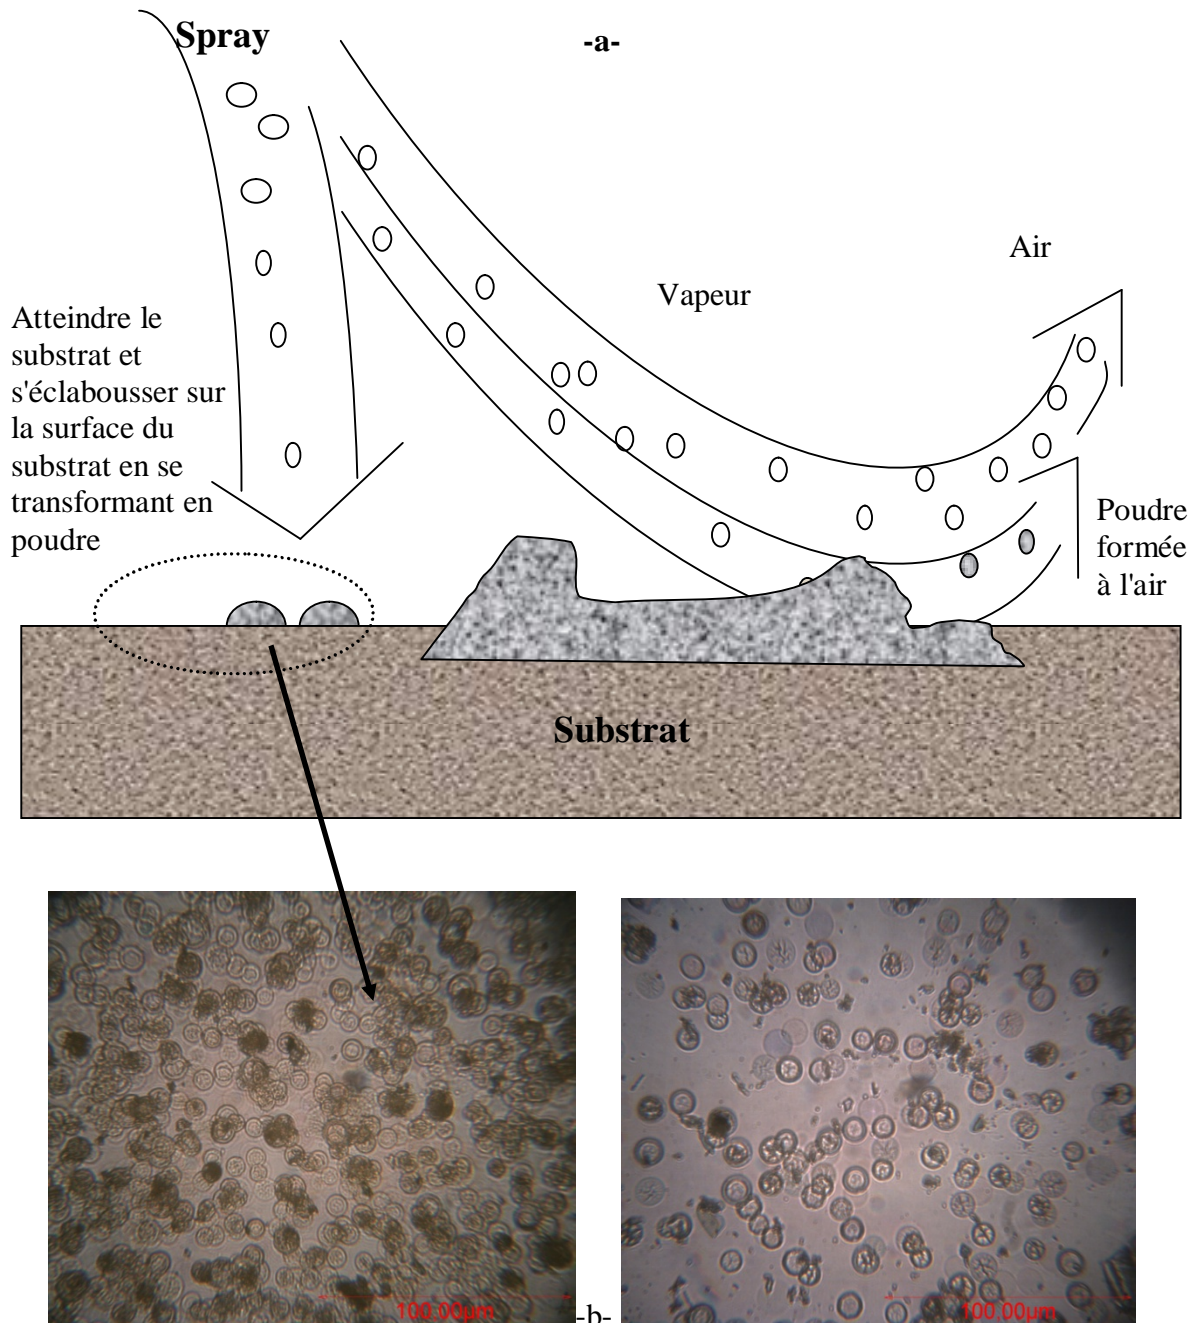 Spray
-a-
Air
Vapeur
Atteindre le
substrat et
s'éclabousser sur
la surface du
substrat en se
transformant en
poudre
Poudre
formée
à l'air
Substrat
100.00µm
-b-
100.00µm